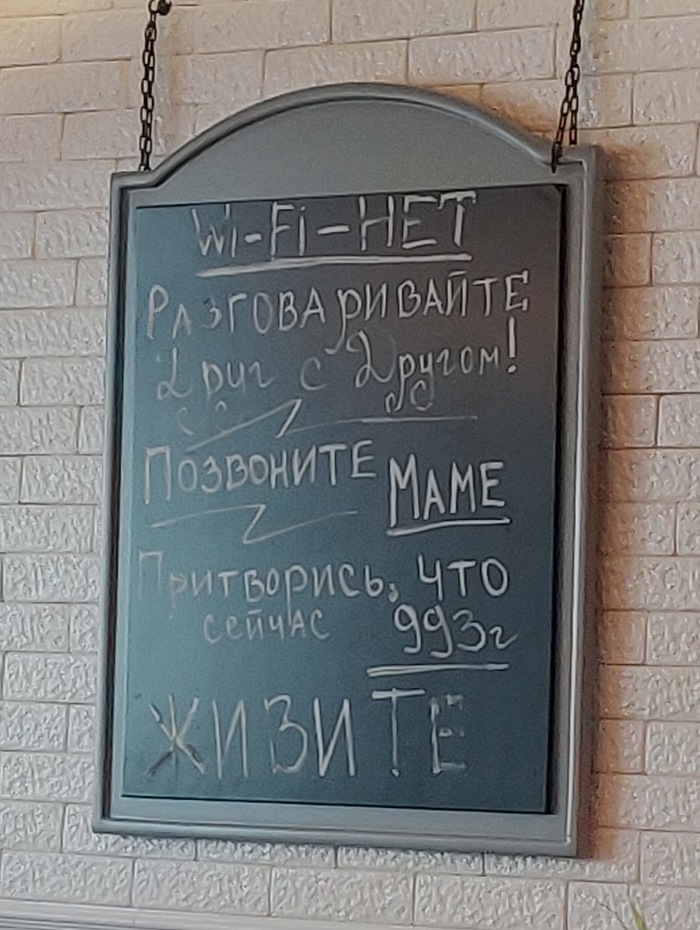 Wi-Fi-НЕТ
РАЗГОВАРИВАЙТЕ
Друг с Другом!
ПОЗВОНИТЕ МАМЕ
Притворись, что
сейчас 993г
ЖИЗИТЕ